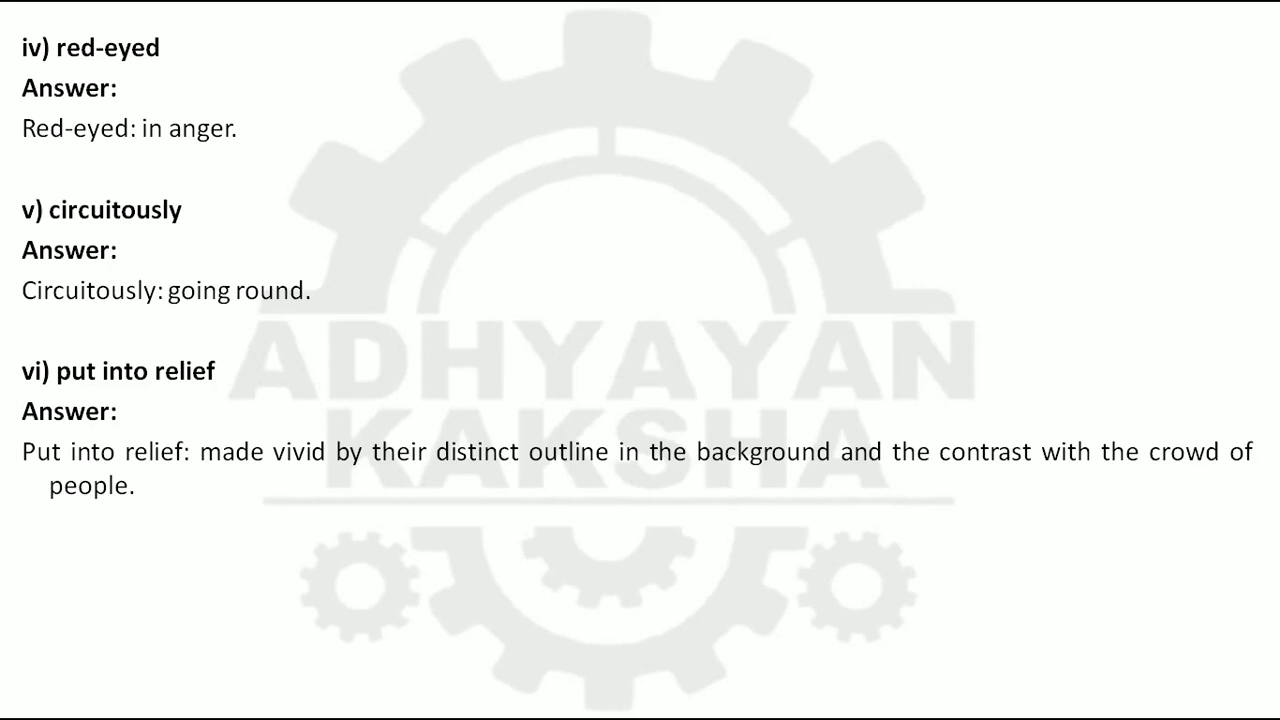 iv) red-eyed
Answer:
Red-eyed: in anger.
v) circuitously
Answer:
Circuitously: going round.
vi) put into relief
Answer:
Put into relief: made vivid by their distinct outline in the background and the contrast with the crowd of
people.
ADHYAYAN
KAKSHA